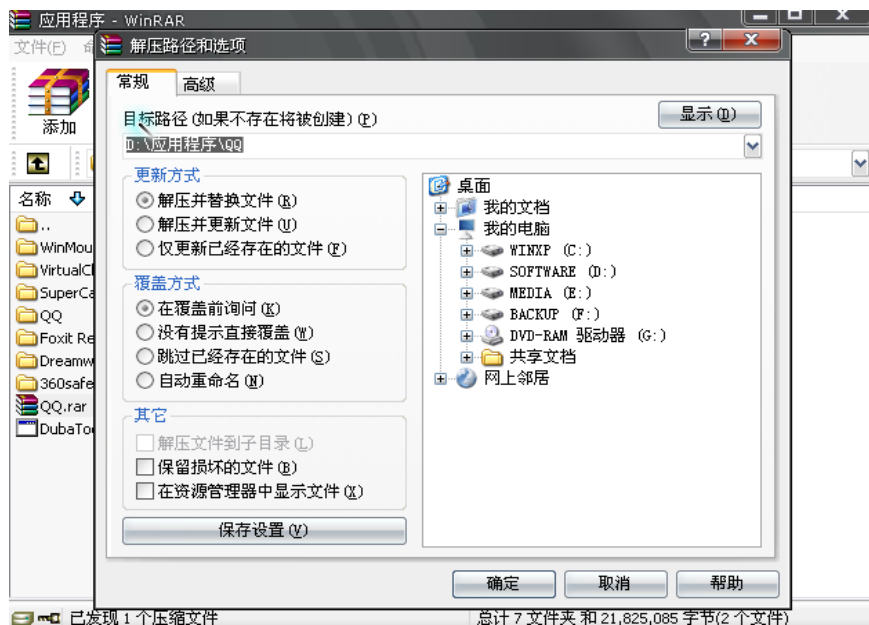 应用程序 - WinRAR
文件(F)
解压路径和选项
添加
常规
高级
目标路径(如果不存在将被创建)(P)
显示(D)
D:\应用程序\QQ
名称
..
WinMou
VirtualCl
SuperCa
QQ
Foxit Re
Dreamw
360safe
QQ.rar
DubaToo
更新方式
解压并替换文件(R)
解压并更新文件(U)
仅更新已经存在的文件(F)
覆盖方式
在覆盖前询问(K)
没有提示直接覆盖(W)
跳过已经存在的文件(S)
自动重命名(N)
其它
解压文件到子目录(L)
保留损坏的文件(B)
在资源管理器中显示文件(X)
保存设置(V)
桌面
我的文档
我的电脑
WINXP (C:)
SOFTWARE (D:)
MEDIA (E:)
BACKUP (F:)
DVD-RAM 驱动器 (G:)
共享文档
网上邻居
确定
取消
帮助
已发现 1 个压缩文件
总计 7 文件夹 和 21,825,085 字节(2 个文件)